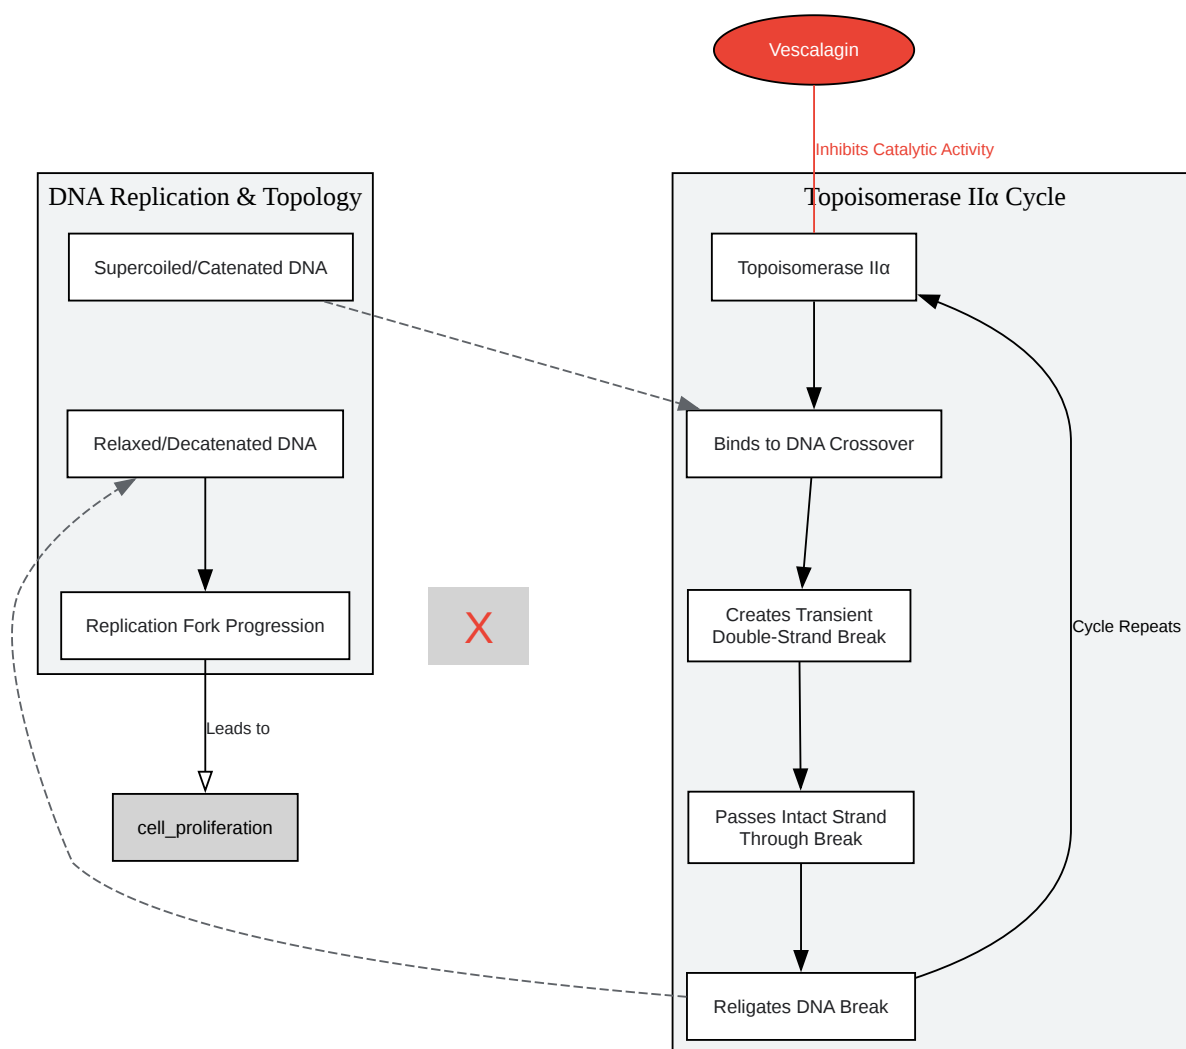 Vescalagin
Inhibits Catalytic Activity
DNA Replication & Topology
Supercoiled/Catenated DNA
Relaxed/Decatenated DNA
Replication Fork Progression
Leads to
cell_proliferation
X
Topoisomerase IIα Cycle
Topoisomerase IIα
Binds to DNA Crossover
Creates Transient
Double-Strand Break
Passes Intact Strand
Through Break
Religates DNA Break
Cycle Repeats